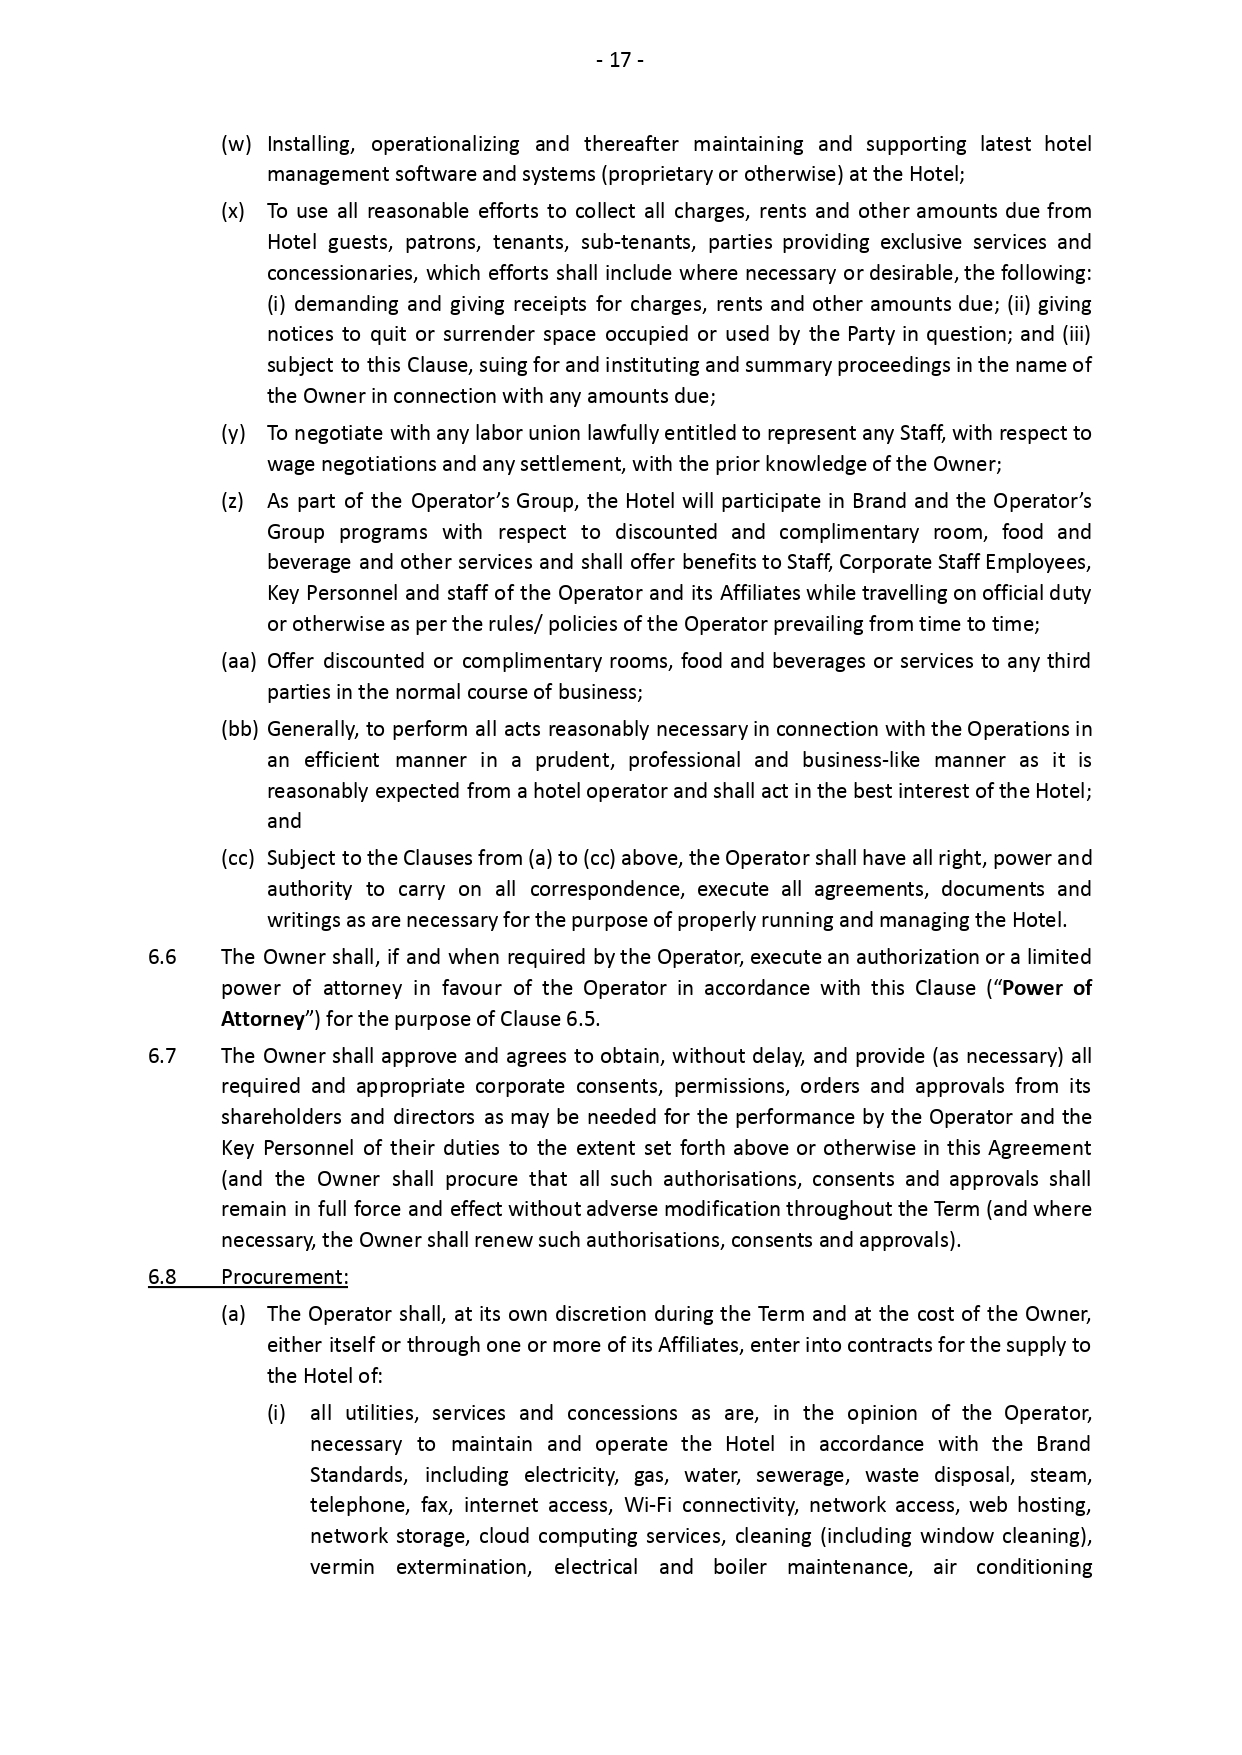 - 17 -
(w) Installing, operationalizing and thereafter maintaining and supporting latest hotel
management software and systems (proprietary or otherwise) at the Hotel;
(x) To use all reasonable efforts to collect all charges, rents and other amounts due from
Hotel guests, patrons, tenants, sub-tenants, parties providing exclusive services and
concessionaries, which efforts shall include where necessary or desirable, the following:
(i) demanding and giving receipts for charges, rents and other amounts due; (ii) giving
notices to quit or surrender space occupied or used by the Party in question; and (iii)
subject to this Clause, suing for and instituting and summary proceedings in the name of
the Owner in connection with any amounts due;
(y) To negotiate with any labor union lawfully entitled to represent any Staff, with respect to
wage negotiations and any settlement, with the prior knowledge of the Owner;
(z) As part of the Operator’s Group, the Hotel will participate in Brand and the Operator’s
Group programs with respect to discounted and complimentary room, food and
beverage and other services and shall offer benefits to Staff, Corporate Staff Employees,
Key Personnel and staff of the Operator and its Affiliates while travelling on official duty
or otherwise as per the rules/ policies of the Operator prevailing from time to time;
(aa) Offer discounted or complimentary rooms, food and beverages or services to any third
parties in the normal course of business;
(bb) Generally, to perform all acts reasonably necessary in connection with the Operations in
an efficient manner in a prudent, professional and business-like manner as it is
reasonably expected from a hotel operator and shall act in the best interest of the Hotel;
and
(cc) Subject to the Clauses from (a) to (cc) above, the Operator shall have all right, power and
authority to carry on all correspondence, execute all agreements, documents and
writings as are necessary for the purpose of properly running and managing the Hotel.
6.6 The Owner shall, if and when required by the Operator, execute an authorization or a limited
power of attorney in favour of the Operator in accordance with this Clause (“Power of
Attorney”) for the purpose of Clause 6.5.
6.7 The Owner shall approve and agrees to obtain, without delay, and provide (as necessary) all
required and appropriate corporate consents, permissions, orders and approvals from its
shareholders and directors as may be needed for the performance by the Operator and the
Key Personnel of their duties to the extent set forth above or otherwise in this Agreement
(and the Owner shall procure that all such authorisations, consents and approvals shall
remain in full force and effect without adverse modification throughout the Term (and where
necessary, the Owner shall renew such authorisations, consents and approvals).
6.8 Procurement:
(a) The Operator shall, at its own discretion during the Term and at the cost of the Owner,
either itself or through one or more of its Affiliates, enter into contracts for the supply to
the Hotel of:
(i) all utilities, services and concessions as are, in the opinion of the Operator,
necessary to maintain and operate the Hotel in accordance with the Brand
Standards, including electricity, gas, water, sewerage, waste disposal, steam,
telephone, fax, internet access, Wi-Fi connectivity, network access, web hosting,
network storage, cloud computing services, cleaning (including window cleaning),
vermin extermination, electrical and boiler maintenance, air conditioning